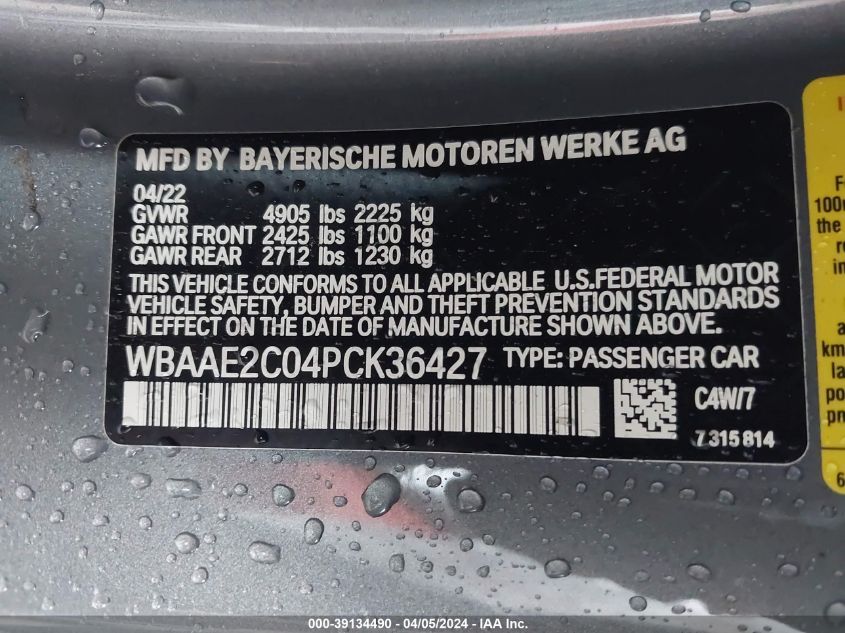 MFD BY BAYERISCHE MOTOREN WERKE AG
04/22
GVWR 4905 lbs 2225 kg
GAWR FRONT 2425 lbs 1100 kg
GAWR REAR 2712 lbs 1230 kg
THIS VEHICLE CONFORMS TO ALL APPLICABLE U.S.FEDERAL MOTOR
VEHICLE SAFETY, BUMPER AND THEFT PREVENTION STANDARDS
IN EFFECT ON THE DATE OF MANUFACTURE SHOWN ABOVE.
WBAAE2C04PCK36427 TYPE: PASSENGER CAR
C4W/7
7 315 814
the
000-39134490 - 04/05/2024 - IAA Inc.